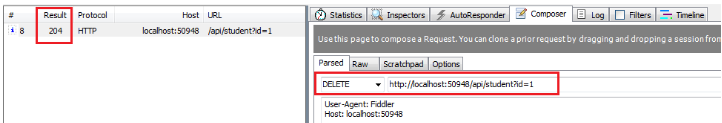 # Result Protocol Host URL
8 204 HTTP localhost:50948 /api/student?id=1
Statistics Inspectors AutoResponder Composer Log Filters Timeline
Use this page to compose a Request. You can clone a prior request by dragging and dropping a session from
Parsed Raw Scratchpad Options
DELETE http://localhost:50948/api/student?id=1
User-Agent: Fiddler
Host: localhost:50948